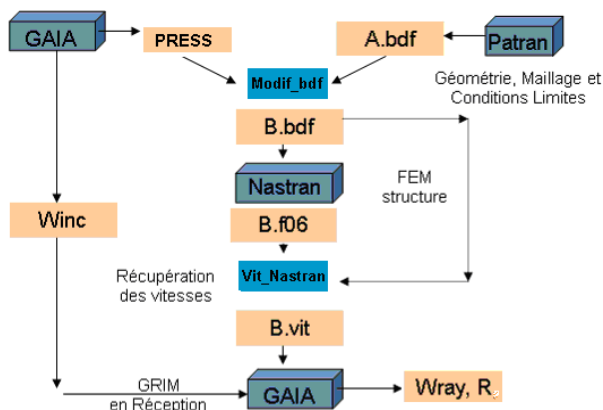 GAIA
PRESS
A.bdf
Patran
Modif_bdf
Géométrie, Maillage et
Conditions Limites
B.bdf
Nastran
FEM
structure
Winc
B.f06
Récupération
des vitesses
Vit_Nastran
B.vit
GRIM
en Réception
GAIA
Wray, R